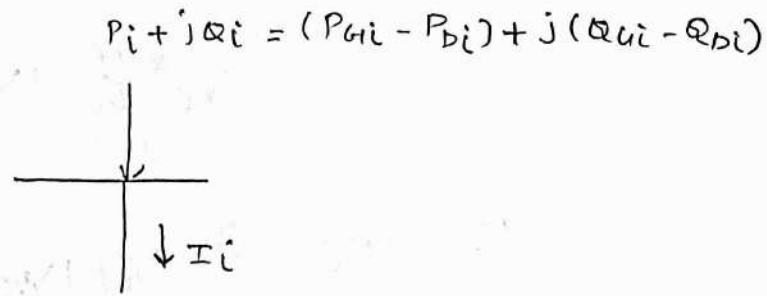 Pi + jQi = (PGi - PDi) + j(QGi - QDi)
↓ Ii